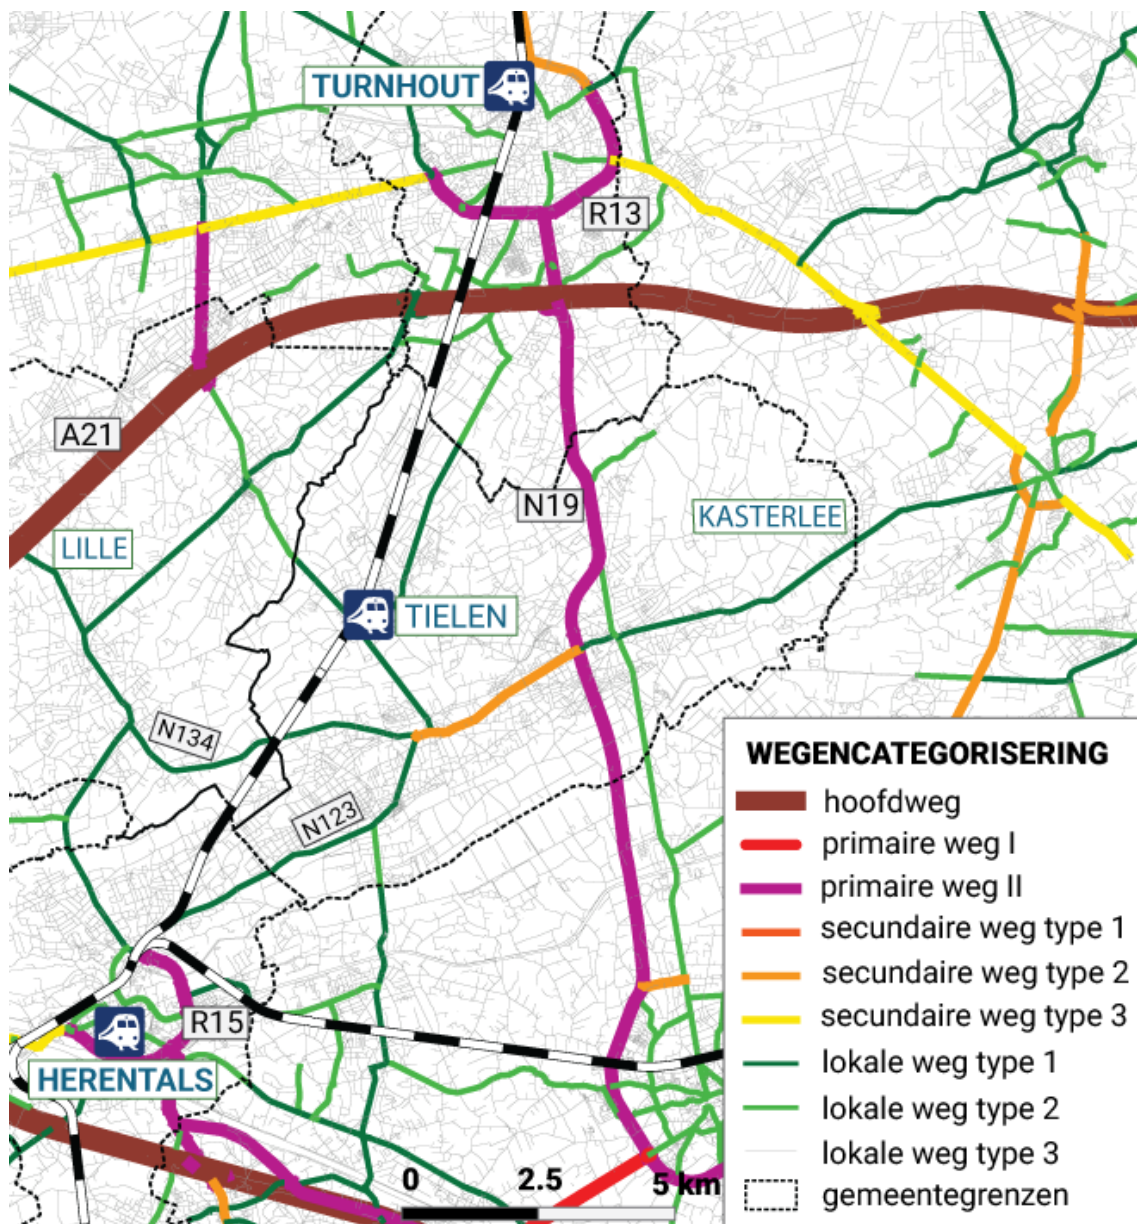 TURNHOUT
R13
A21
N19
KASTERLEE
LILLE
TIELEN
N134
N123
R15
HERENTALS
0 2.5 5 km
WEGENCATEGORISERING
hoofdweg
primaire weg I
primaire weg II
secundaire weg type 1
secundaire weg type 2
secundaire weg type 3
lokale weg type 1
lokale weg type 2
lokale weg type 3
gemeentegrenzen